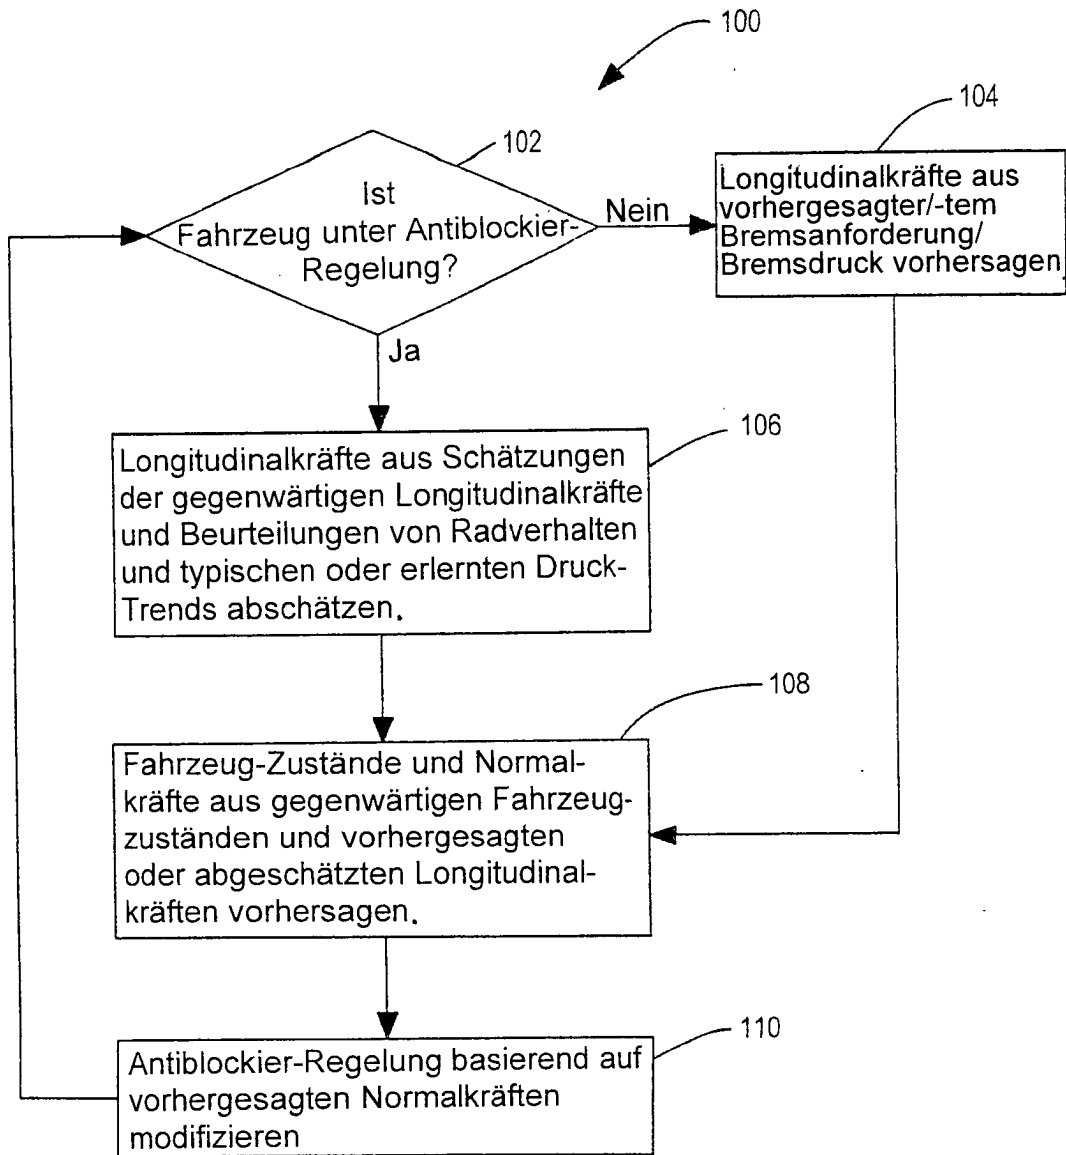 100
104
102
Ist
Fahrzeug unter Antiblockier-
Regelung?
Nein
Longitudinalkräfte aus
vorhergesagter/-tem
Bremsanforderung/
Bremsdruck vorhersagen
Ja
106
Longitudinalkräfte aus Schätzungen
der gegenwärtigen Longitudinalkräfte
und Beurteilungen von Radverhalten
und typischen oder erlernten Druck-
Trends abschätzen.
108
Fahrzeug-Zustände und Normal-
kräfte aus gegenwärtigen Fahrzeug-
zuständen und vorhergesagten
oder abgeschätzten Longitudinal-
kräften vorhersagen.
110
Antiblockier-Regelung basierend auf
vorhergesagten Normalkräften
modifizieren